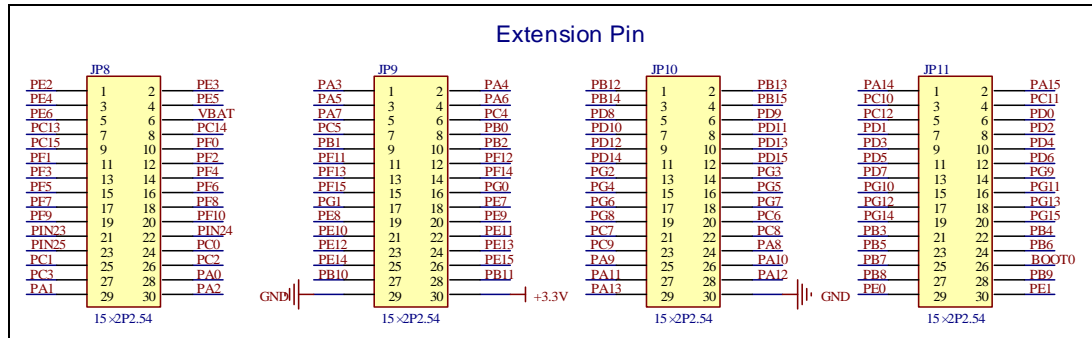 Extension Pin
JP8 JP9 JP10 JP11
PE2 1 2 PE3 PA3 1 2 PA4 PB12 1 2 PB13 PA14 1 2 PA15
PE4 3 4 PE5 PA5 3 4 PA6 PB14 3 4 PB15 PC10 3 4 PC11
PE6 5 6 VBAT PA7 5 6 PC4 PD8 5 6 PD9 PC12 5 6 PD0
PC13 7 8 PC14 PC5 7 8 PB0 PD10 7 8 PD11 PD1 7 8 PD2
PC15 9 10 PF0 PB1 9 10 PB2 PD12 9 10 PD13 PD3 9 10 PD4
PF1 11 12 PF2 PF11 11 12 PF12 PD14 11 12 PD15 PD5 11 12 PD6
PF3 13 14 PF4 PF13 13 14 PF14 PG2 13 14 PG3 PD7 13 14 PG9
PF5 15 16 PF6 PF15 15 16 PG0 PG4 15 16 PG5 PG10 15 16 PG11
PF7 17 18 PF8 PG1 17 18 PE7 PG6 17 18 PG7 PG12 17 18 PG13
PF9 19 20 PF10 PE8 19 20 PE9 PG8 19 20 PC6 PG14 19 20 PG15
PIN23 21 22 PIN24 PE10 21 22 PE11 PC7 21 22 PC8 PB3 21 22 PB4
PIN25 23 24 PC0 PE12 23 24 PE13 PC9 23 24 PA8 PB5 23 24 PB6
PC1 25 26 PC2 PE14 25 26 PE15 PA9 25 26 PA10 PB7 25 26 BOOT0
PC3 27 28 PA0 PB10 27 28 PB11 PA11 27 28 PA12 PB8 27 28 PB9
PA1 29 30 PA2 GND 29 30 +3.3V PA13 29 30 GND PE0 29 30 PE1
15×2P2.54 15×2P2.54 15×2P2.54 15×2P2.54